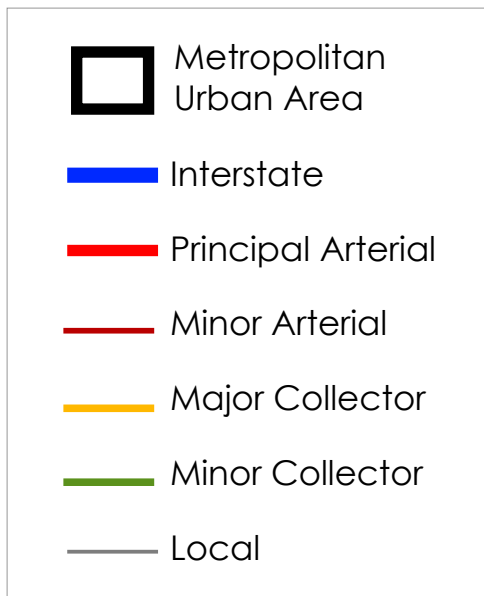 Metropolitan
Urban Area
Interstate
Principal Arterial
Minor Arterial
Major Collector
Minor Collector
Local